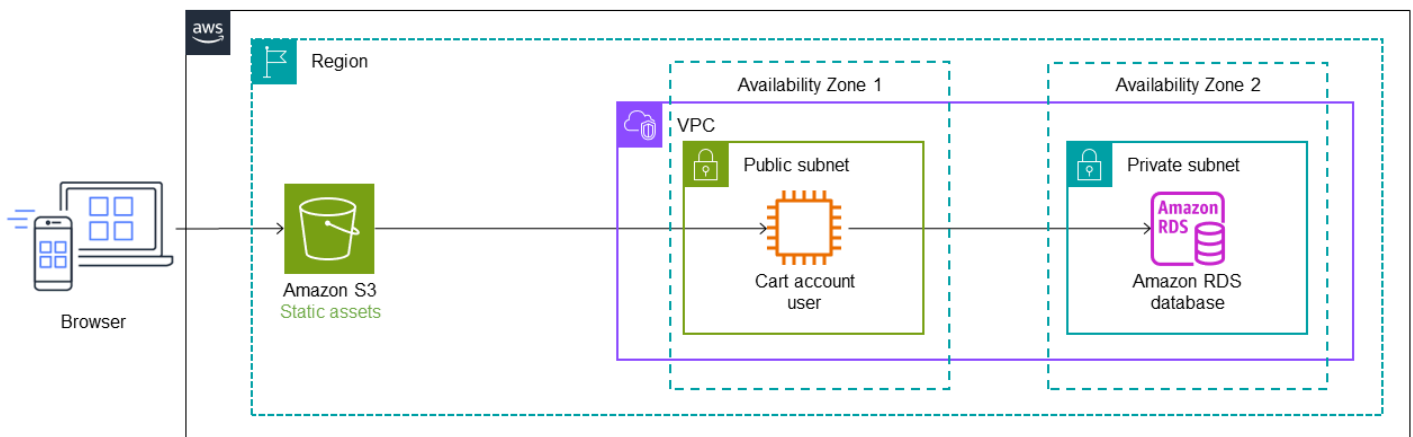 aws
Region
Availability Zone 1
Availability Zone 2
VPC
Public subnet
Private subnet
Amazon
RDS
Amazon S3
Static assets
Cart account
user
Amazon RDS
database
Browser